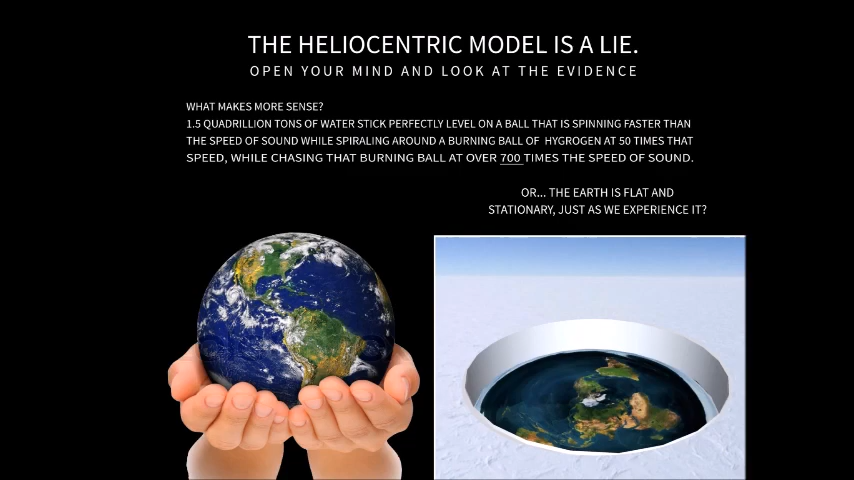 THE HELIOCENTRIC MODEL IS A LIE.
OPEN YOUR MIND AND LOOK AT THE EVIDENCE
WHAT MAKES MORE SENSE?
1.5 QUADRILLION TONS OF WATER STICK PERFECTLY LEVEL ON A BALL THAT IS SPINNING FASTER THAN
THE SPEED OF SOUND WHILE SPIRALING AROUND A BURNING BALL OF HYGROGEN AT 50 TIMES THAT
SPEED, WHILE CHASING THAT BURNING BALL AT OVER 700 TIMES THE SPEED OF SOUND.
OR... THE EARTH IS FLAT AND
STATIONARY, JUST AS WE EXPERIENCE IT?